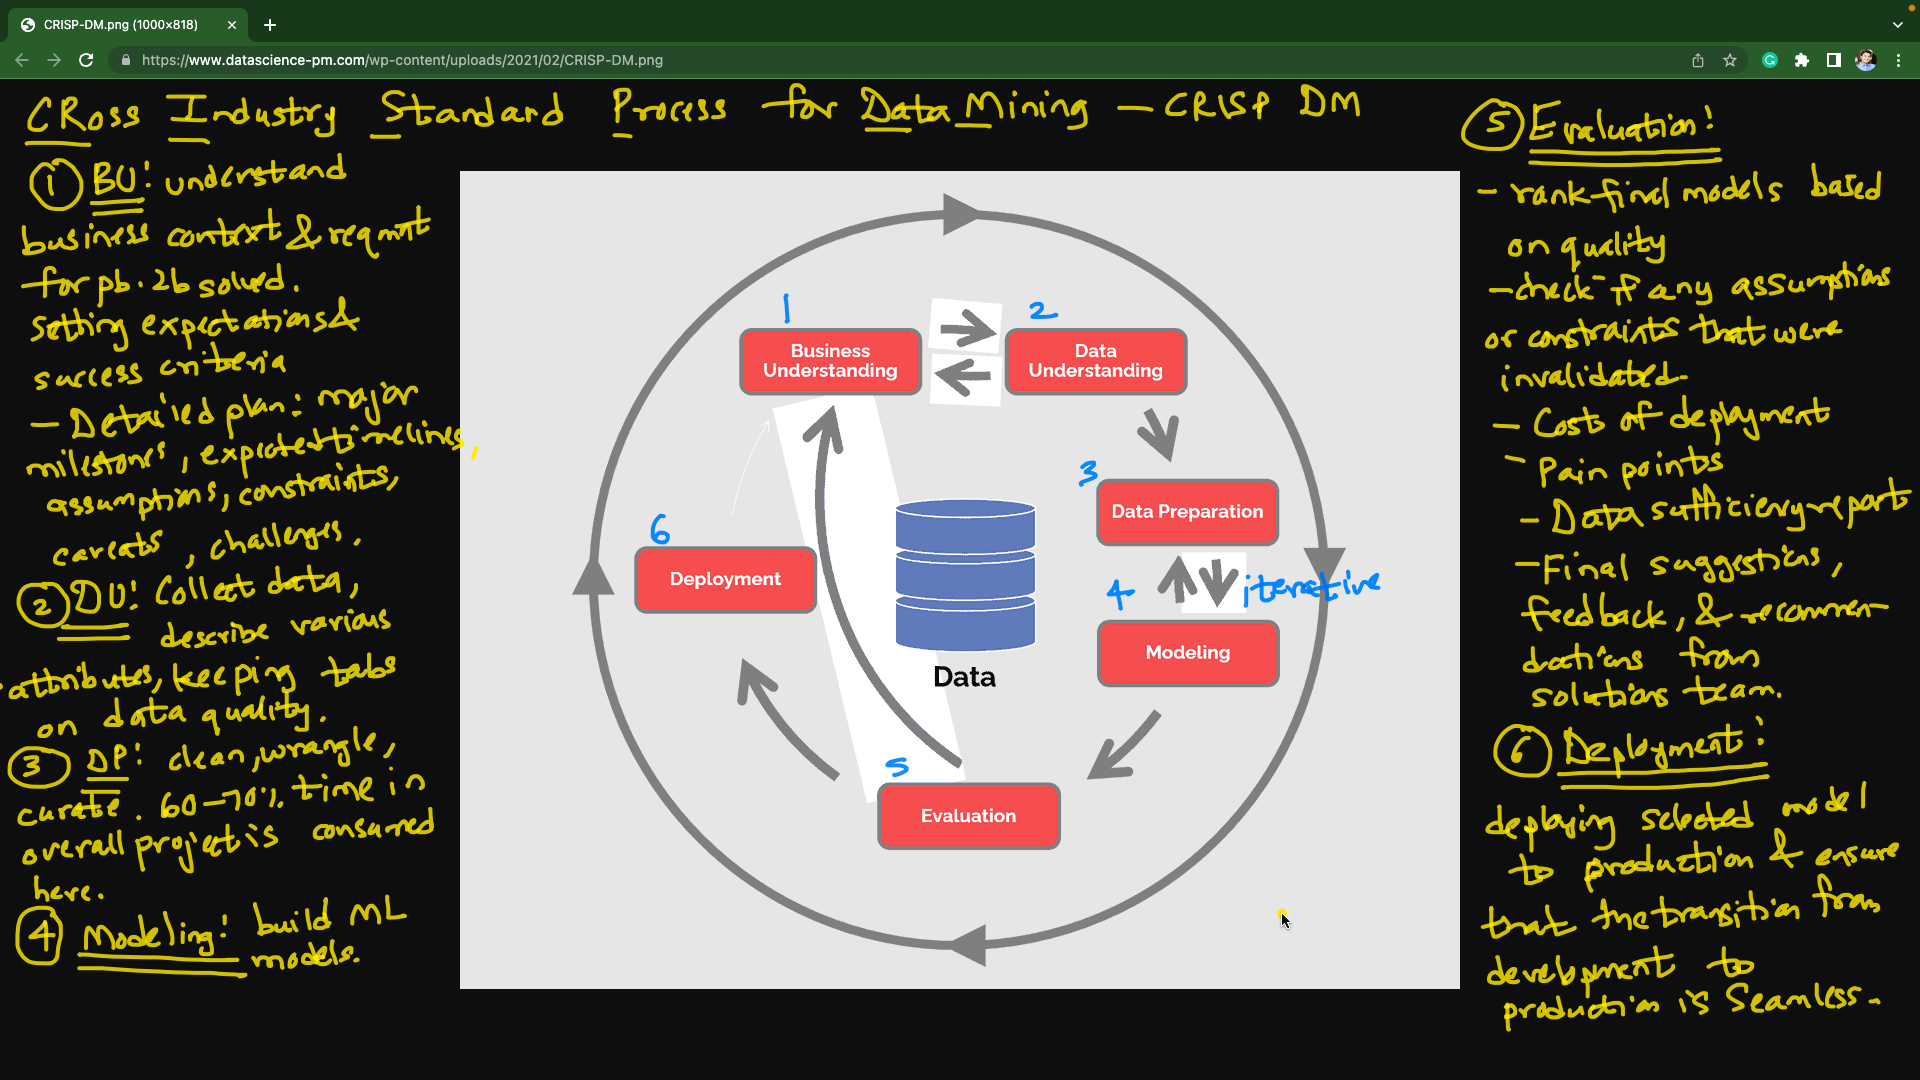 CRISP-DM.png (1000×818)
https://www.datascience-pm.com/wp-content/uploads/2021/02/CRISP-DM.png
CRoss Industry Standard Process for Data Mining — CRISP DM
① BU: understand
business context & reqmnt
for pb. 2b solved.
setting expectations &
success criteria
- Detailed plan: major
milestones, expected timelines,
assumptions, constraints,
careats, challenges.
② DU: Collect data,
describe various
attributes, keeping tabs
on data quality.
③ DP: clean, wrangle,
curate. 60-70% time in
overall project is consumed
here.
④ Modeling: build ML
models.
1
Business
Understanding
2
Data
Understanding
3
Data Preparation
4
iterative
Modeling
5
Evaluation
6
Deployment
Data
⑤ Evaluation:
- rank final models based
on quality
- check if any assumptions
or constraints that were
invalidated
- Costs of deployment
- Pain points
- Data sufficiency report
- Final suggestions,
feedback, & recommen-
dations from
solutions team.
⑥ Deployment:
deploying selected model
to production & ensure
that the transition from
development to
production is seamless.